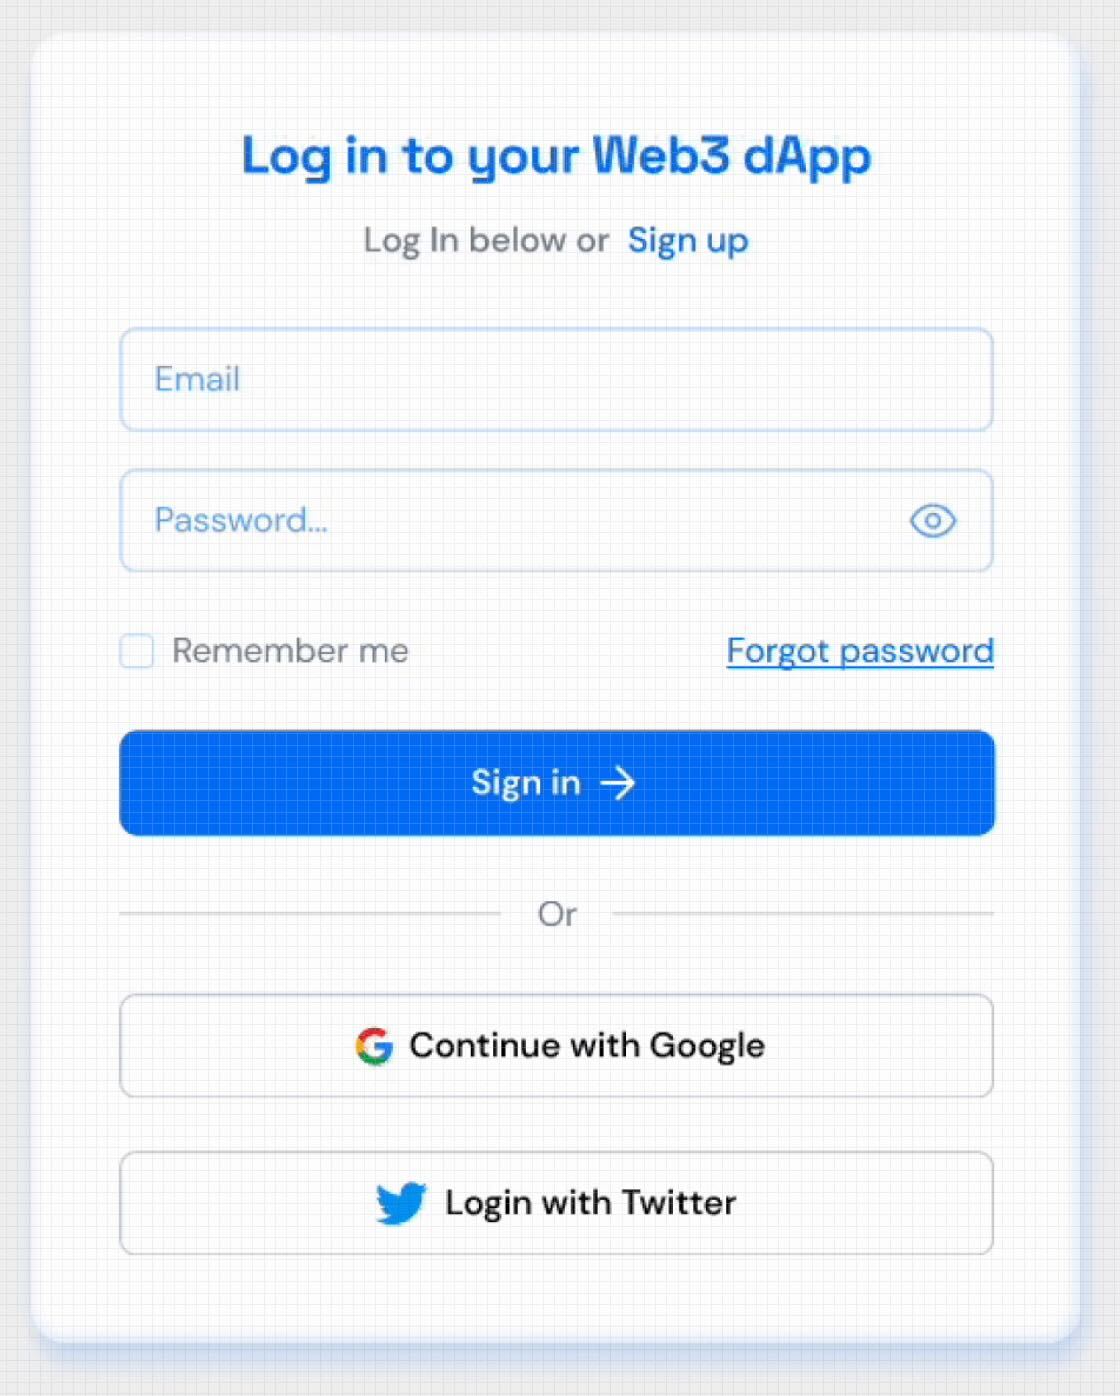 Log in to your Web3 dApp
Log In below or Sign up
Email
Password...
Remember me
Forgot password
Sign in →
Or
Continue with Google
Login with Twitter